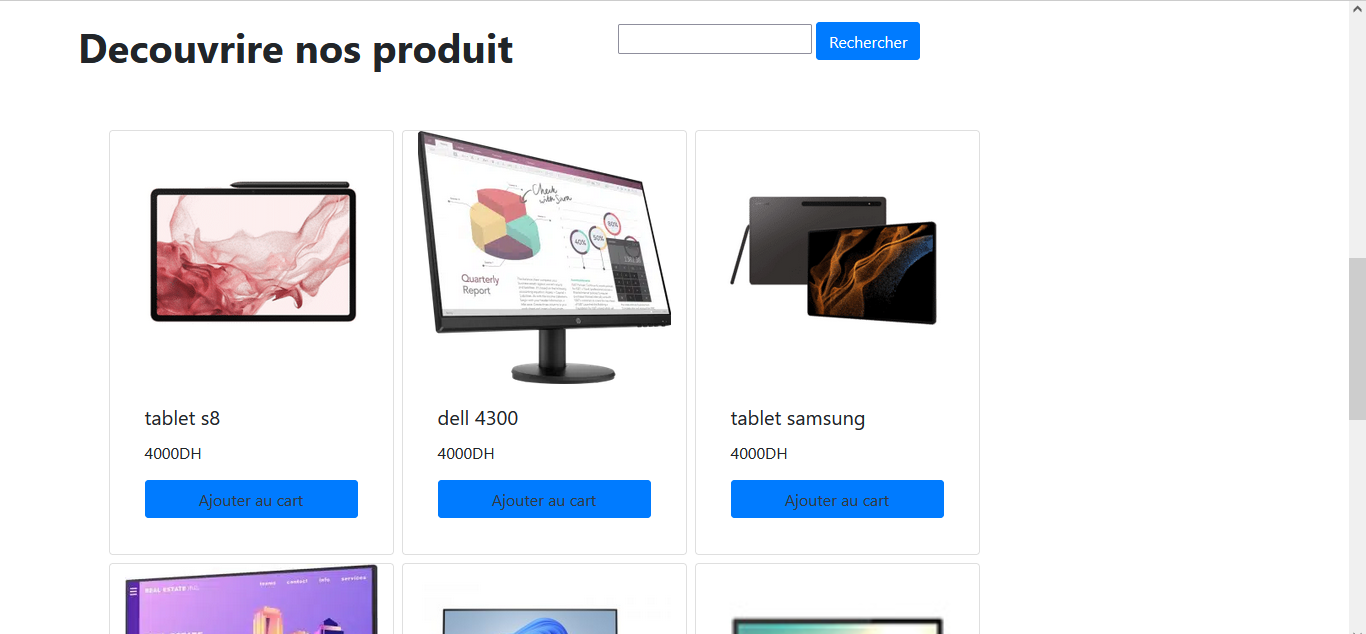 Decouvrire nos produit
Rechercher
Check
with Sam
80%
40%
50%
Quarterly
Report
tablet s8
dell 4300
tablet samsung
4000DH
4000DH
4000DH
Ajouter au cart
Ajouter au cart
Ajouter au cart
REAL ESTATE INC.
home contact info services